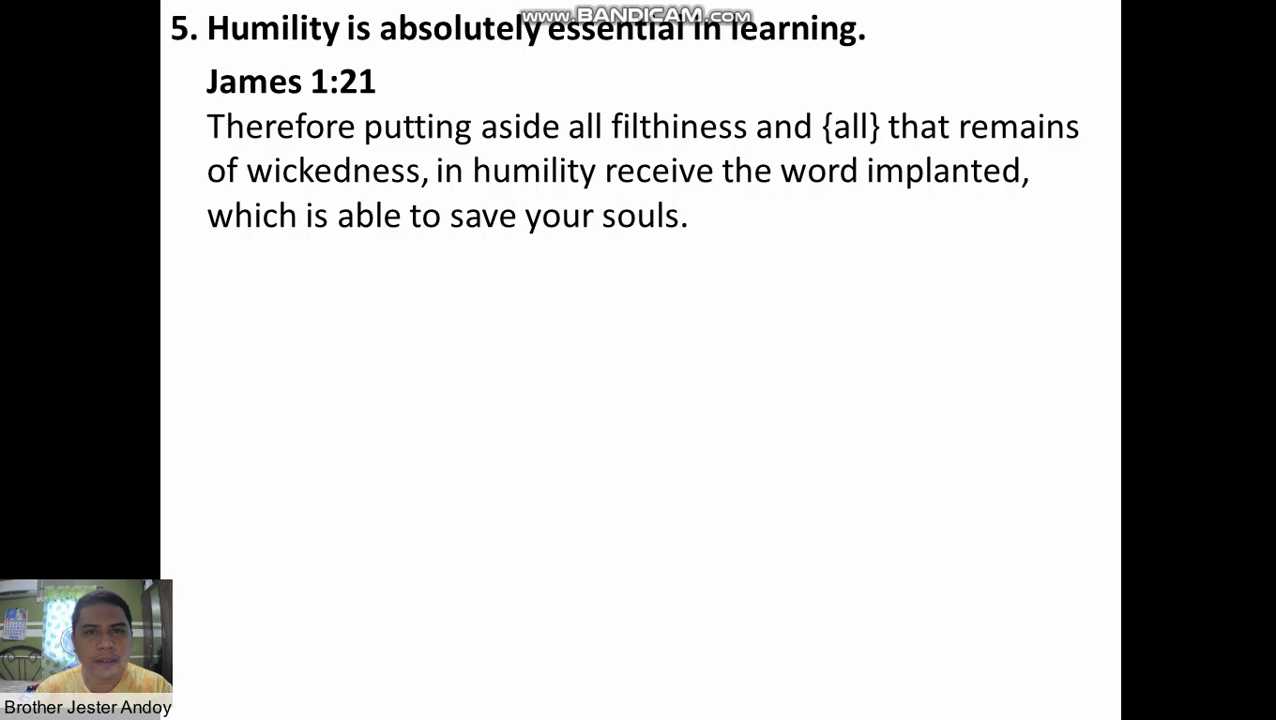 www.BANDICAM.com
5. Humility is absolutely essential in learning.
James 1:21
Therefore putting aside all filthiness and {all} that remains
of wickedness, in humility receive the word implanted,
which is able to save your souls.
Brother Jester Andoy